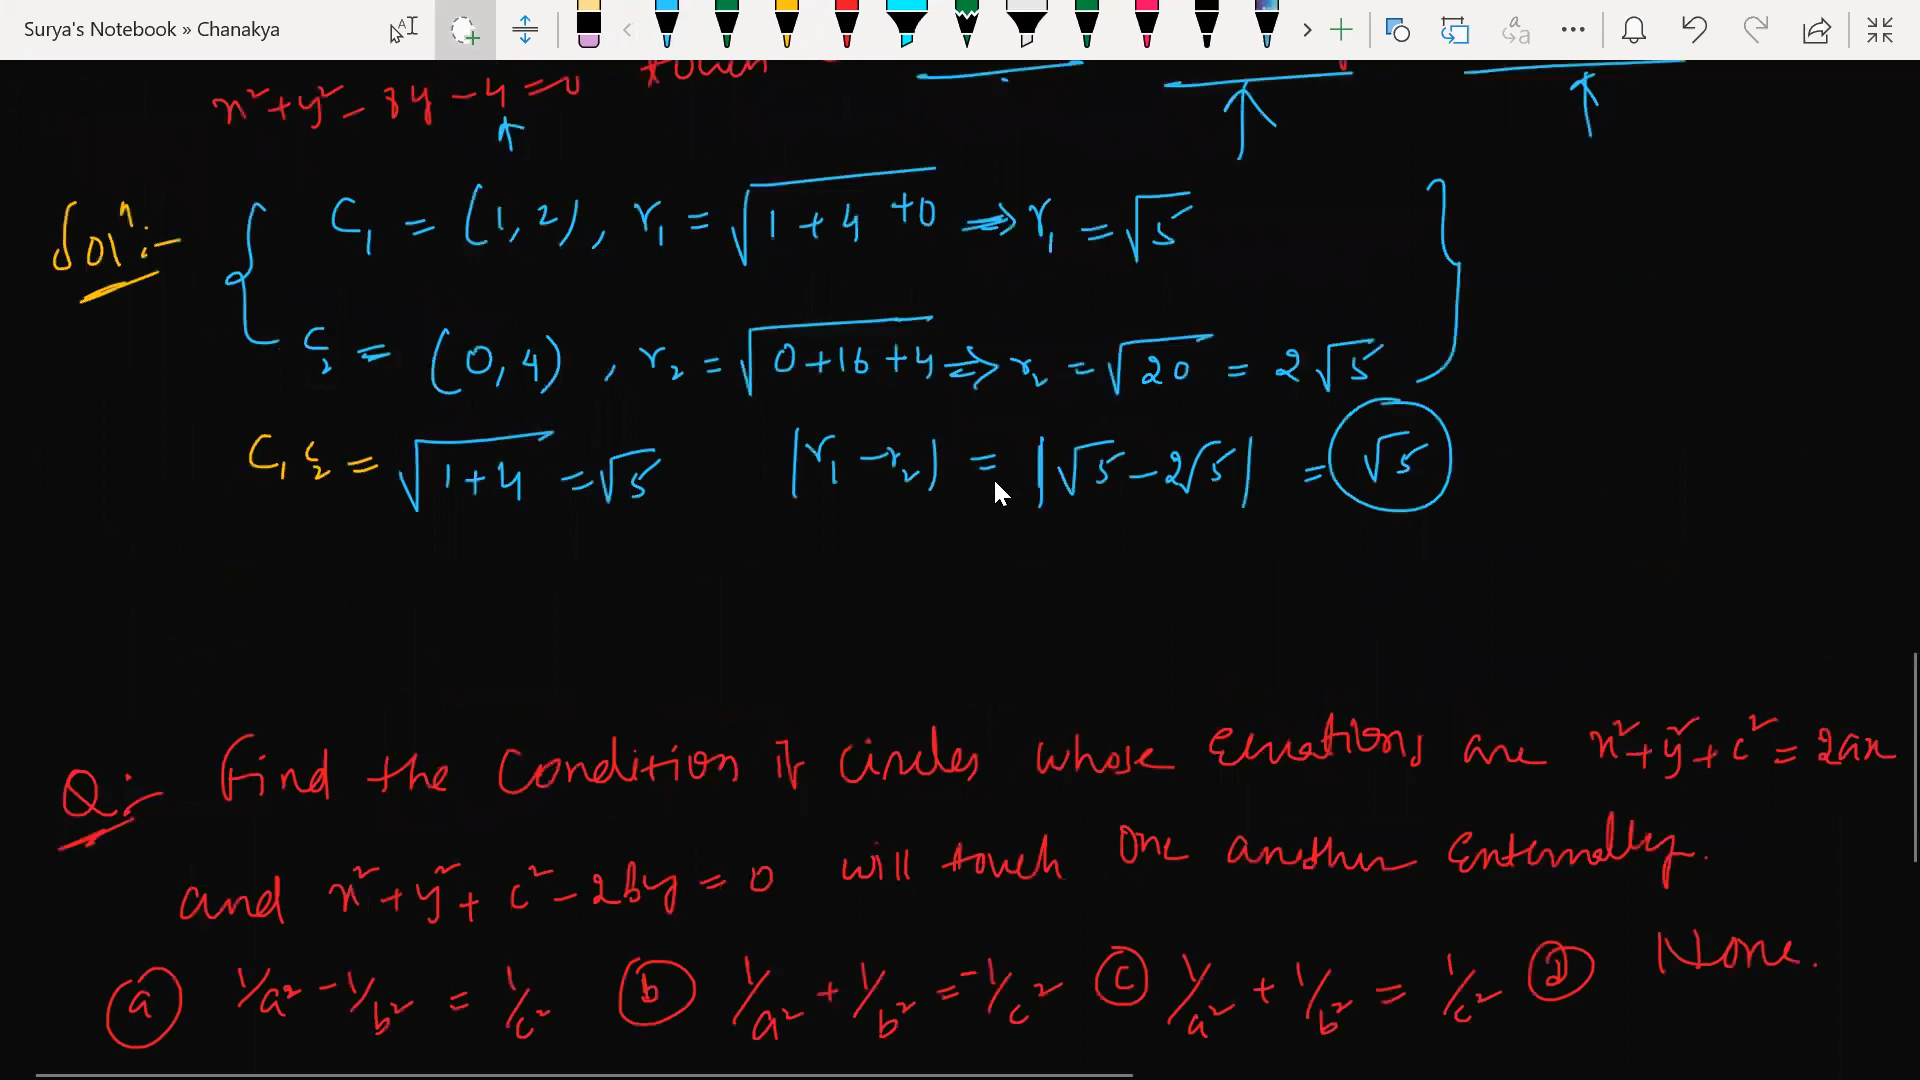 Surya's Notebook » Chanakya
x²+y²-8y-4=0 touch
Solⁿ:-
C₁ = (1,2), r₁ = √(1+4+0) ⇒ r₁ = √5
C₂ = (0,4), r₂ = √(0+16+4) ⇒ r₂ = √20 = 2√5
C₁C₂ = √(1+4) = √5 |r₁-r₂| = |√5-2√5| = √5
Q:- Find the Condition if Circles whose Equations are x²+y²+c²=2ax
and x²+y²+c²-2by=0 will touch One another Externally.
(a) 1/a² - 1/b² = 1/c² (b) 1/a² + 1/b² = -1/c² (c) 1/a² + 1/b² = 1/c² (d) None.